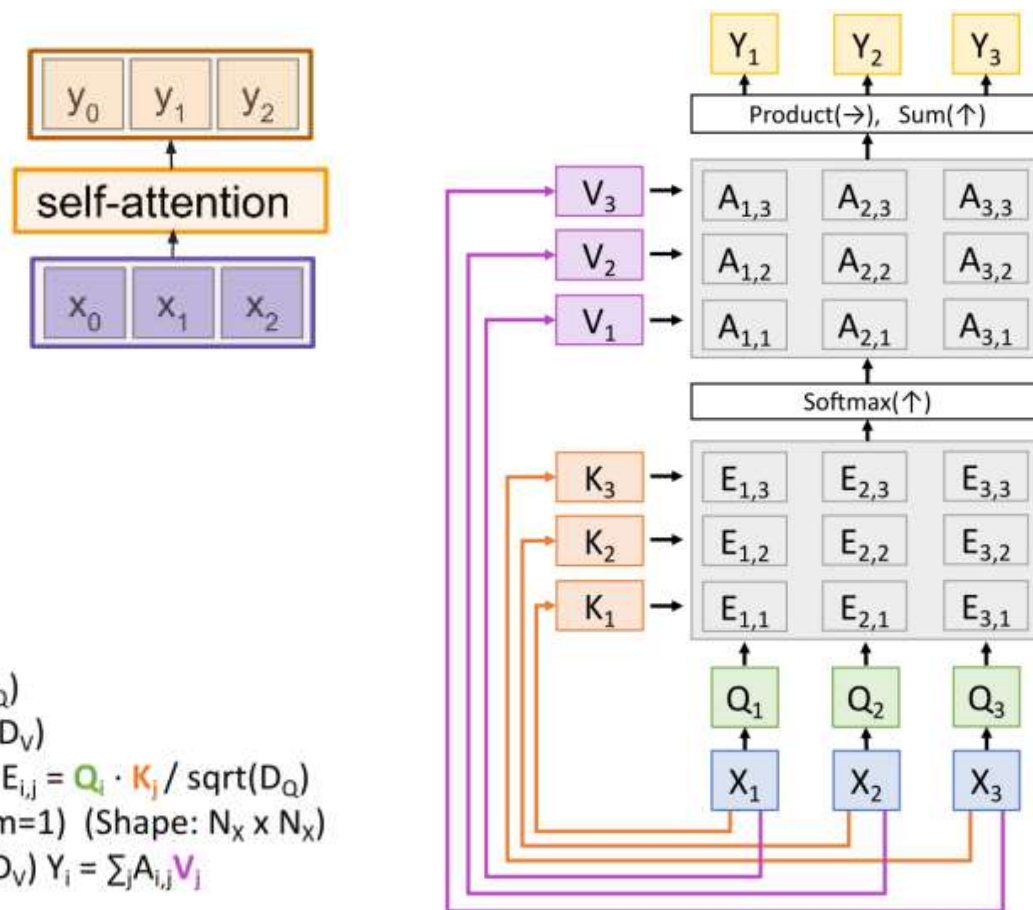 y0 y1 y2
self-attention
x0 x1 x2
Q)
DV)
Ei,j = Qi · Kj / sqrt(DQ)
m=1) (Shape: NX x NX)
DV) Yi = ∑jAi,jVj
Y1 Y2 Y3
Product(→), Sum(↑)
V3 A1,3 A2,3 A3,3
V2 A1,2 A2,2 A3,2
V1 A1,1 A2,1 A3,1
Softmax(↑)
K3 E1,3 E2,3 E3,3
K2 E1,2 E2,2 E3,2
K1 E1,1 E2,1 E3,1
Q1 Q2 Q3
X1 X2 X3